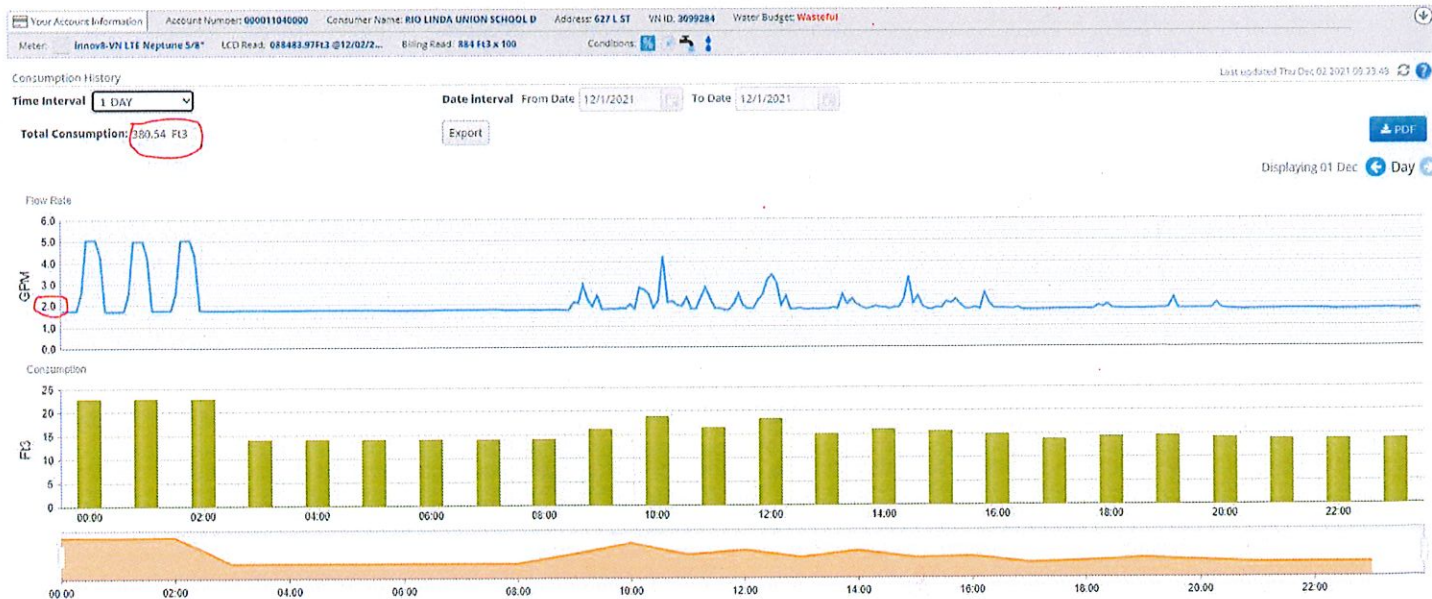 Your Account Information Account Number: 000011040000 Consumer Name: RIO LINDA UNION SCHOOL D Address: 627 L ST VN ID: 3099284 Water Budget: Wasteful
Meter: Innov8-VN LTE Neptune 5/8" LCD Read: 088483.97Ft3 @12/02/2... Billing Read: 884 Ft3 x 100 Conditions:
Last updated Thu Dec 02 2021
Consumption History
Time Interval 1 DAY Date Interval From Date 12/1/2021 To Date 12/1/2021
Total Consumption: 380.54 Ft3 Export PDF
Displaying 01 Dec Day
Flow Rate
6.0
5.0
4.0
3.0
2.0
1.0
0.0
GPM
Consumption
25
20
15
10
5
0
Ft3
00:00 02:00 04:00 06:00 08:00 10:00 12:00 14:00 16:00 18:00 20:00 22:00
00:00 02:00 04:00 06:00 08:00 10:00 12:00 14:00 16:00 18:00 20:00 22:00